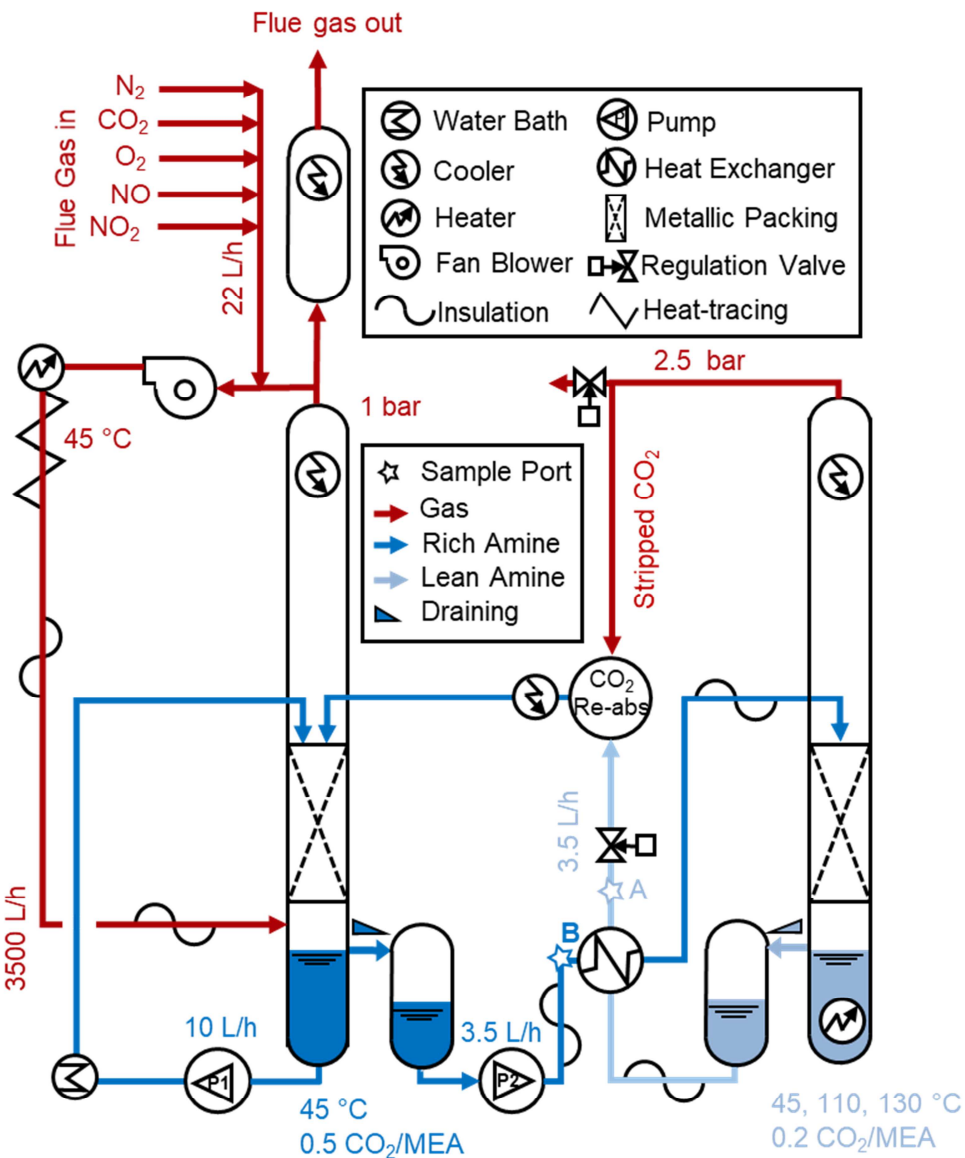 Flue gas out
Flue Gas in
N2
CO2
O2
NO
NO2
22 L/h
Water Bath
Cooler
Heater
Fan Blower
Insulation
P
Pump
Heat Exchanger
Metallic Packing
Regulation Valve
Heat-tracing
45 °C
1 bar
2.5 bar
Sample Port
Gas
Rich Amine
Lean Amine
Draining
Stripped CO2
CO2
Re-abs
3.5 L/h
A
B
3500 L/h
10 L/h
P1
3.5 L/h
P2
45 °C
0.5 CO2/MEA
45, 110, 130 °C
0.2 CO2/MEA